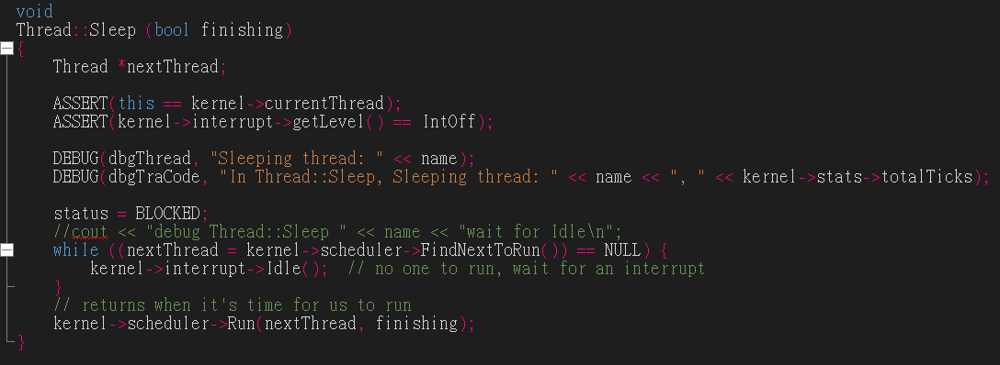 void
Thread::Sleep (bool finishing)
{
    Thread *nextThread;

    ASSERT(this == kernel->currentThread);
    ASSERT(kernel->interrupt->getLevel() == IntOff);

    DEBUG(dbgThread, "Sleeping thread: " << name);
    DEBUG(dbgTraCode, "In Thread::Sleep, Sleeping thread: " << name << ", " << kernel->stats->totalTicks);

    status = BLOCKED;
    //cout << "debug Thread::Sleep " << name << "wait for Idle\n";
    while ((nextThread = kernel->scheduler->FindNextToRun()) == NULL) {
        kernel->interrupt->Idle();  // no one to run, wait for an interrupt
    }
    // returns when it's time for us to run
    kernel->scheduler->Run(nextThread, finishing);
}